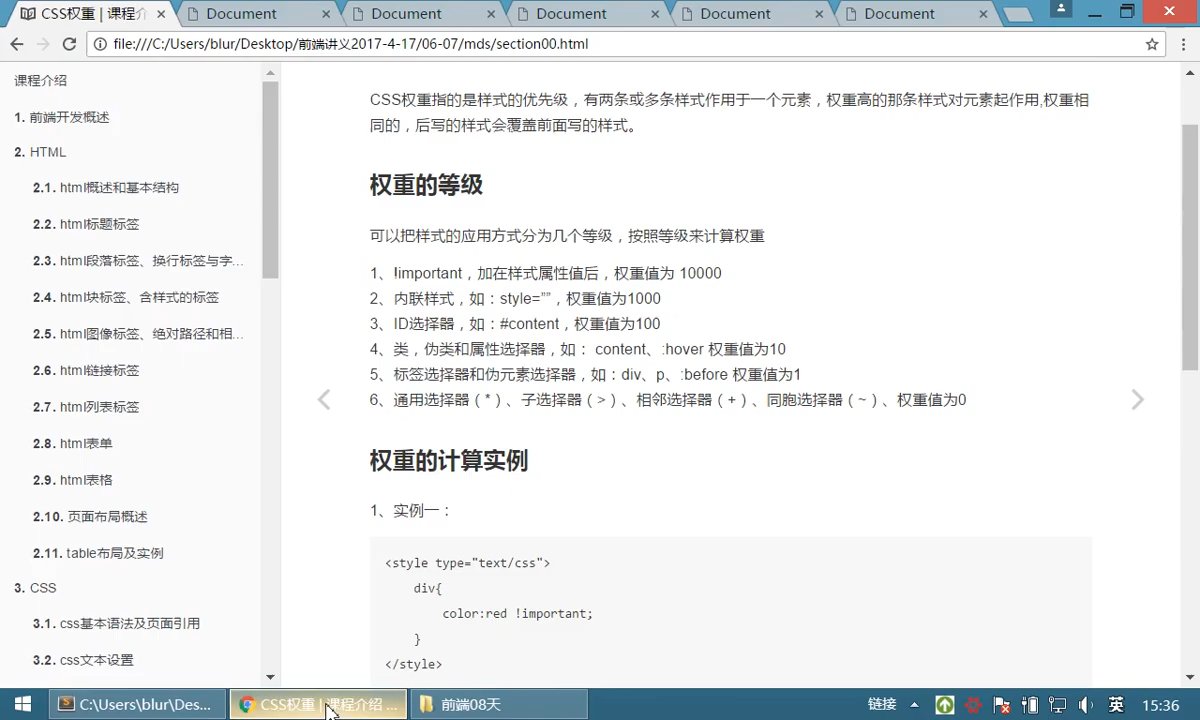 CSS权重 | 课程介
Document
Document
Document
Document
Document
file:///C:/Users/blur/Desktop/前端讲义2017-4-17/06-07/mds/section00.html
课程介绍
1. 前端开发概述
2. HTML
2.1. html概述和基本结构
2.2. html标题标签
2.3. html段落标签、换行标签与字...
2.4. html块标签、含样式的标签
2.5. html图像标签、绝对路径和相...
2.6. html链接标签
2.7. html列表标签
2.8. html表单
2.9. html表格
2.10. 页面布局概述
2.11. table布局及实例
3. CSS
3.1. css基本语法及页面引用
3.2. css文本设置
CSS权重指的是样式的优先级，有两条或多条样式作用于一个元素，权重高的那条样式对元素起作用,权重相
同的，后写的样式会覆盖前面写的样式。
权重的等级
可以把样式的应用方式分为几个等级，按照等级来计算权重
1、!important，加在样式属性值后，权重值为 10000
2、内联样式，如：style=””，权重值为1000
3、ID选择器，如：#content，权重值为100
4、类，伪类和属性选择器，如： content、:hover 权重值为10
5、标签选择器和伪元素选择器，如：div、p、:before 权重值为1
6、通用选择器（*）、子选择器（>）、相邻选择器（+）、同胞选择器（~）、权重值为0
权重的计算实例
1、实例一：
<style type="text/css">
div{
color:red !important;
}
</style>
C:\Users\blur\Des...
CSS权重 | 课程介绍 ...
前端08天
链接
英
15:36